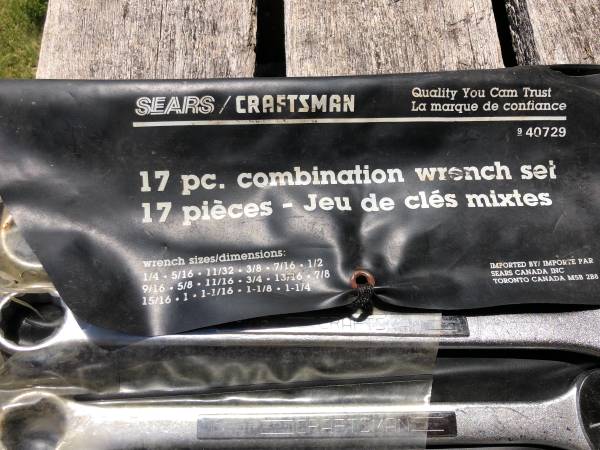 SEARS / CRAFTSMAN
Quality You Can Trust
La marque de confiance
9 40729
17 pc. combination wrench set
17 pièces - Jeu de clés mixtes
wrench sizes/dimensions:
1/4 • 5/16 • 11/32 • 3/8 • 7/16 • 1/2
9/16 • 5/8 • 11/16 • 3/4 • 13/16 • 7/8
15/16 • 1 • 1-1/16 • 1-1/8 • 1-1/4
IMPORTED BY/ IMPORTE PAR
SEARS CANADA INC
TORONTO CANADA M5B 2B8
CRAFTSMAN
CRAFTSMAN